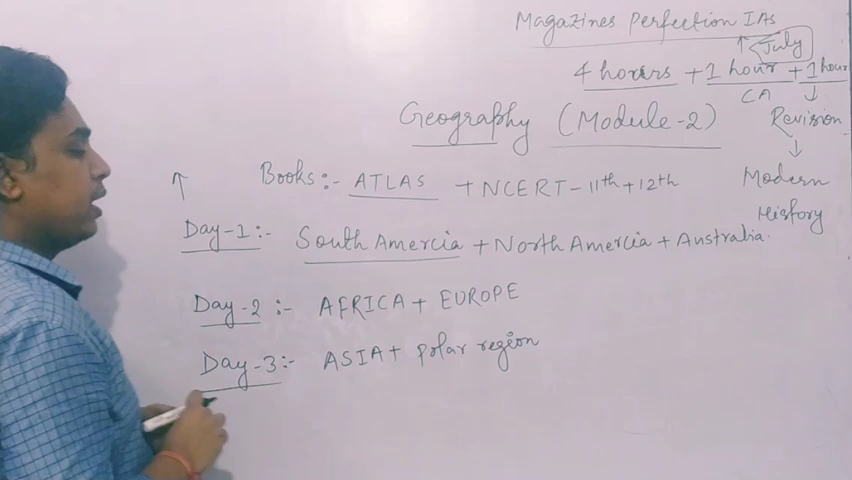 Magazines Perfection IAS
July
4 hours + 1 hour + 1 hour
CA
Revision
Geography (Module-2)
Modern
History
Books:- ATLAS + NCERT - 11th + 12th
Day-1:- South Amercia + North Amercia + Australia.
Day-2:- AFRICA + EUROPE
Day-3:- ASIA + polar region